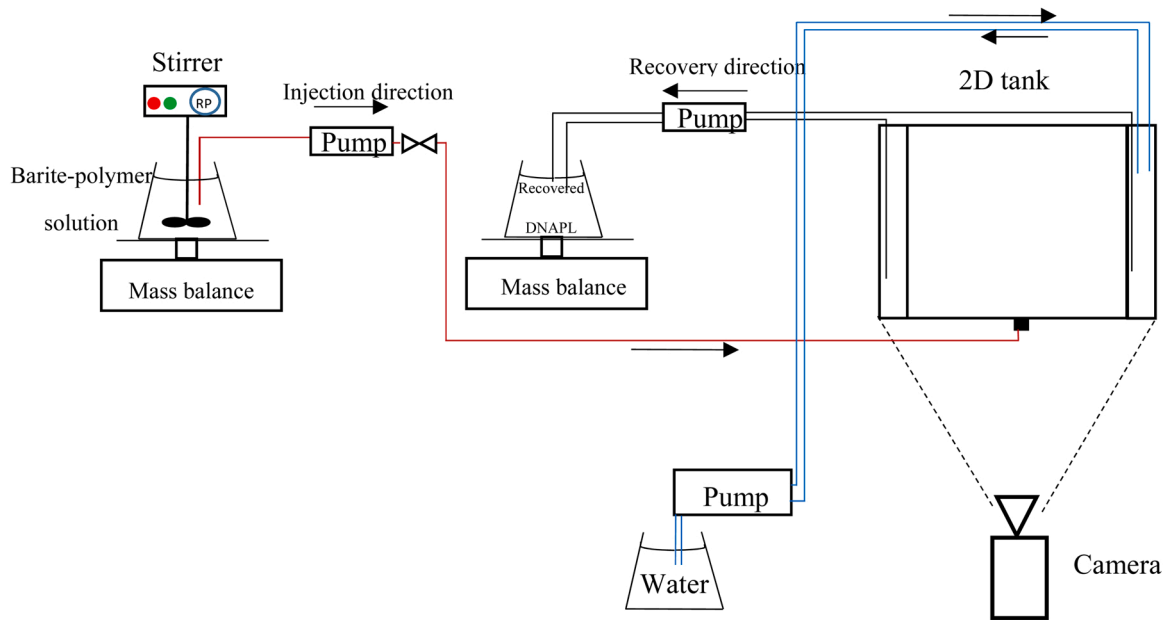 Stirrer
RP
Injection direction
Pump
Barite-polymer
solution
Mass balance
Recovery direction
Pump
Recovered
DNAPL
Mass balance
2D tank
Pump
Water
Camera